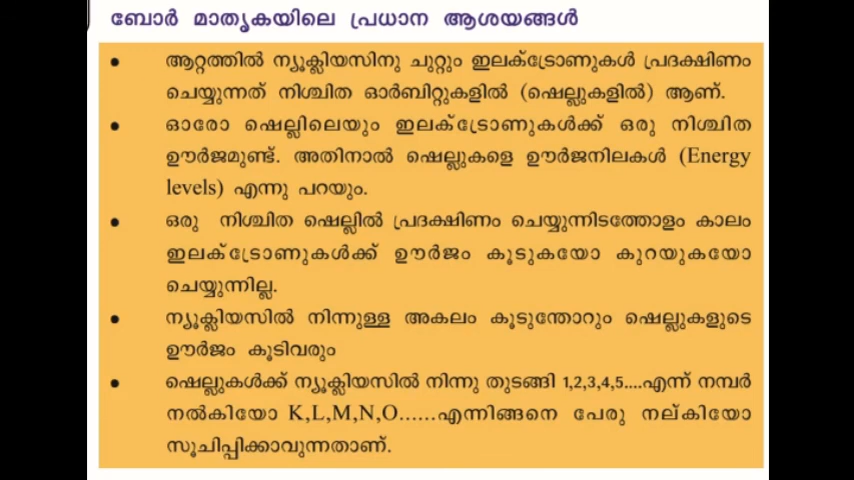 ബോർ മാതൃകയിലെ പ്രധാന ആശയങ്ങൾ
• ആറ്റത്തിൽ ന്യൂക്ലിയസിനു ചുറ്റും ഇലക്ട്രോണുകൾ പ്രദക്ഷിണം
ചെയ്യുന്നത് നിശ്ചിത ഓർബിറ്റുകളിൽ (ഷെല്ലുകളിൽ) ആണ്.
• ഓരോ ഷെല്ലിലെയും ഇലക്ട്രോണുകൾക്ക് ഒരു നിശ്ചിത
ഊർജമുണ്ട്. അതിനാൽ ഷെല്ലുകളെ ഊർജനിലകൾ (Energy
levels) എന്നു പറയും.
• ഒരു നിശ്ചിത ഷെല്ലിൽ പ്രദക്ഷിണം ചെയ്യുന്നിടത്തോളം കാലം
ഇലക്ട്രോണുകൾക്ക് ഊർജം കൂടുകയോ കുറയുകയോ
ചെയ്യുന്നില്ല.
• ന്യൂക്ലിയസിൽ നിന്നുള്ള അകലം കൂടുന്തോറും ഷെല്ലുകളുടെ
ഊർജം കൂടിവരും
• ഷെല്ലുകൾക്ക് ന്യൂക്ലിയസിൽ നിന്നു തുടങ്ങി 1,2,3,4,5....എന്ന് നമ്പർ
നൽകിയോ K,L,M,N,O......എന്നിങ്ങനെ പേരു നല്കിയോ
സൂചിപ്പിക്കാവുന്നതാണ്.